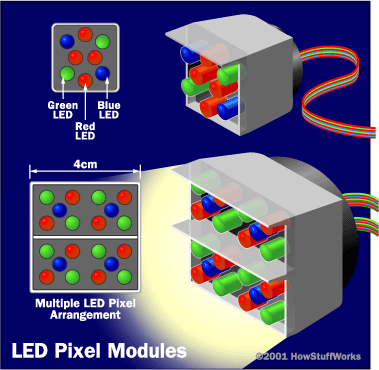 Green
LED
Blue
LED
Red
LED
4cm
Multiple LED Pixel
Arrangement
LED Pixel Modules
©2001 HowStuffWorks